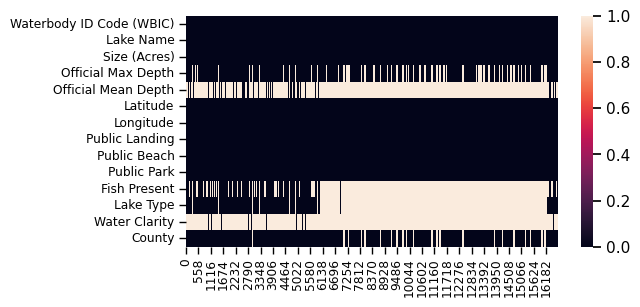 Waterbody ID Code (WBIC)
Lake Name
Size (Acres)
Official Max Depth
Official Mean Depth
Latitude
Longitude
Public Landing
Public Beach
Public Park
Fish Present
Lake Type
Water Clarity
County
0
558
1116
1674
2232
2790
3348
3906
4464
5022
5580
6138
6696
7254
7812
8370
8928
9486
10044
10602
11160
11718
12276
12834
13392
13950
14508
15066
15624
16182
1.0
0.8
0.6
0.4
0.2
0.0